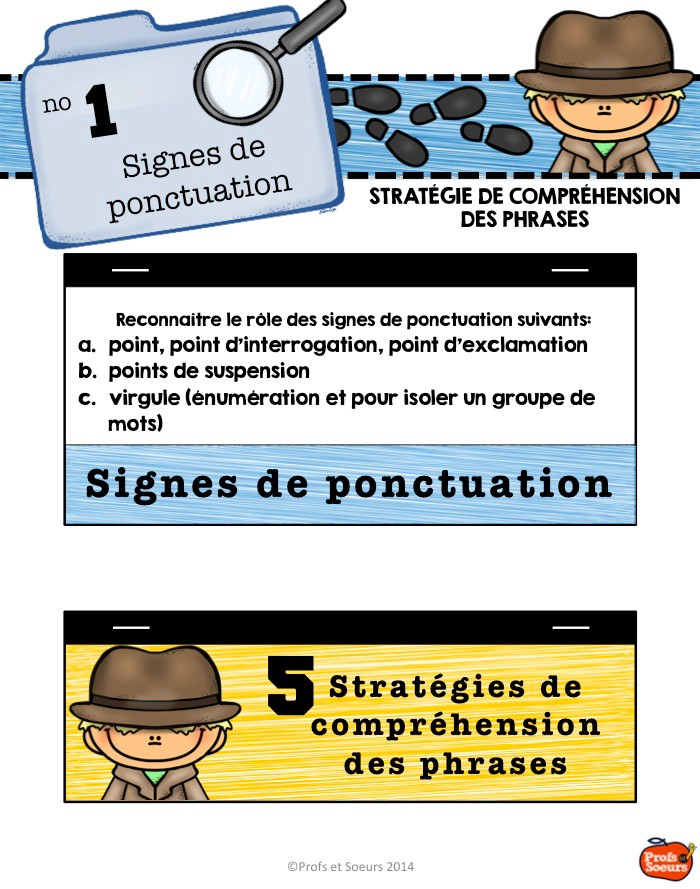 no 1
Signes de
ponctuation
STRATÉGIE DE COMPRÉHENSION
DES PHRASES
Reconnaître le rôle des signes de ponctuation suivants:
a. point, point d'interrogation, point d'exclamation
b. points de suspension
c. virgule (énumération et pour isoler un groupe de
mots)
Signes de ponctuation
5 Stratégies de
compréhension
des phrases
©Profs et Soeurs 2014
Profs
et
Soeurs